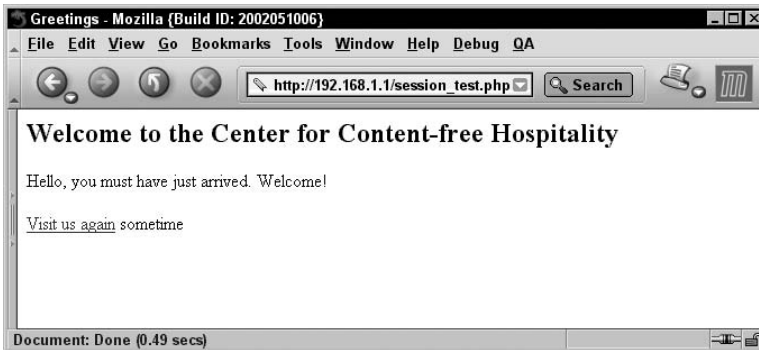 Greetings - Mozilla {Build ID: 2002051006}
File Edit View Go Bookmarks Tools Window Help Debug QA
http://192.168.1.1/session_test.php Search
Welcome to the Center for Content-free Hospitality
Hello, you must have just arrived. Welcome!
Visit us again sometime
Document: Done (0.49 secs)